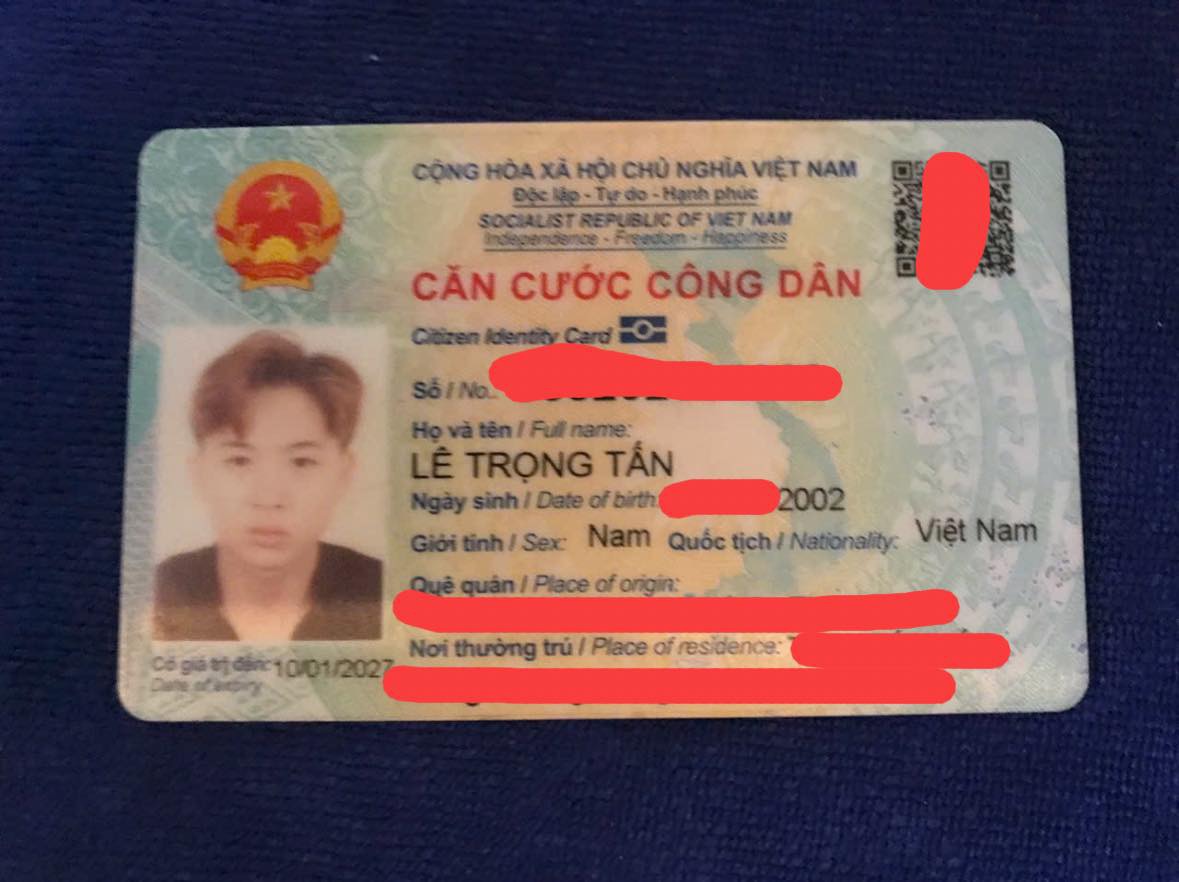 CỘNG HÒA XÃ HỘI CHỦ NGHĨA VIỆT NAM
Độc lập - Tự do - Hạnh phúc
SOCIALIST REPUBLIC OF VIET NAM
Independence - Freedom - Happiness
CĂN CƯỚC CÔNG DÂN
Citizen Identity Card
Số / No.:
Họ và tên / Full name:
LÊ TRỌNG TẤN
Ngày sinh / Date of birth: 2002
Giới tính / Sex: Nam Quốc tịch / Nationality: Việt Nam
Quê quán / Place of origin:
Nơi thường trú / Place of residence:
Có giá trị đến: 10/01/2027
Date of expiry